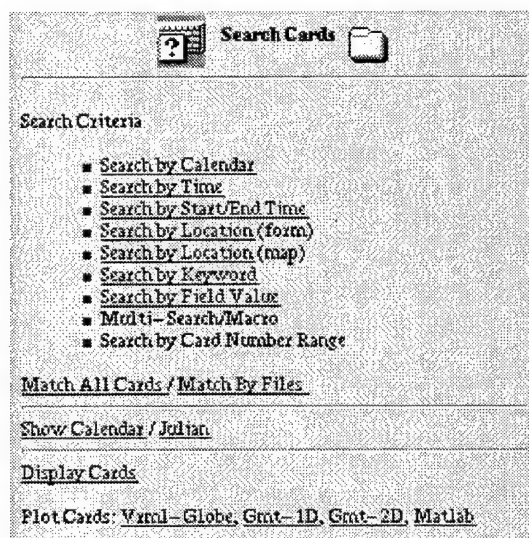 ?
Search Cards
Search Criteria
Search by Calendar
Search by Time
Search by Start/End Time
Search by Location (form)
Search by Location (map)
Search by Keyword
Search by Field Value
Multi-Search/Macro
Search by Card Number Range
Match All Cards / Match By Files
Show Calendar / Julian
Display Cards
Plot Cards: Vrml-Globe, Gmt-1D, Gmt-2D, Matlab